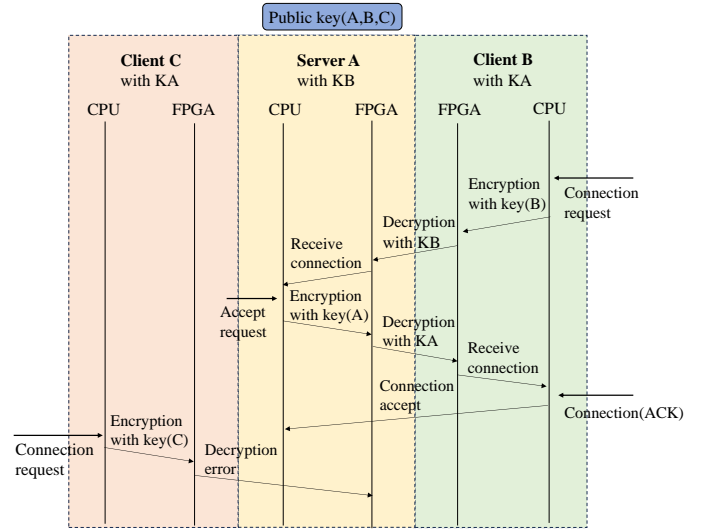 Public key(A,B,C)
Client C
with KA
Server A
with KB
Client B
with KA
CPU
FPGA
CPU
FPGA
FPGA
CPU
Encryption
with key(B)
Connection
request
Decryption
with KB
Receive
connection
Accept
request
Encryption
with key(A)
Decryption
with KA
Receive
connection
Connection
accept
Connection(ACK)
Connection
request
Encryption
with key(C)
Decryption
error